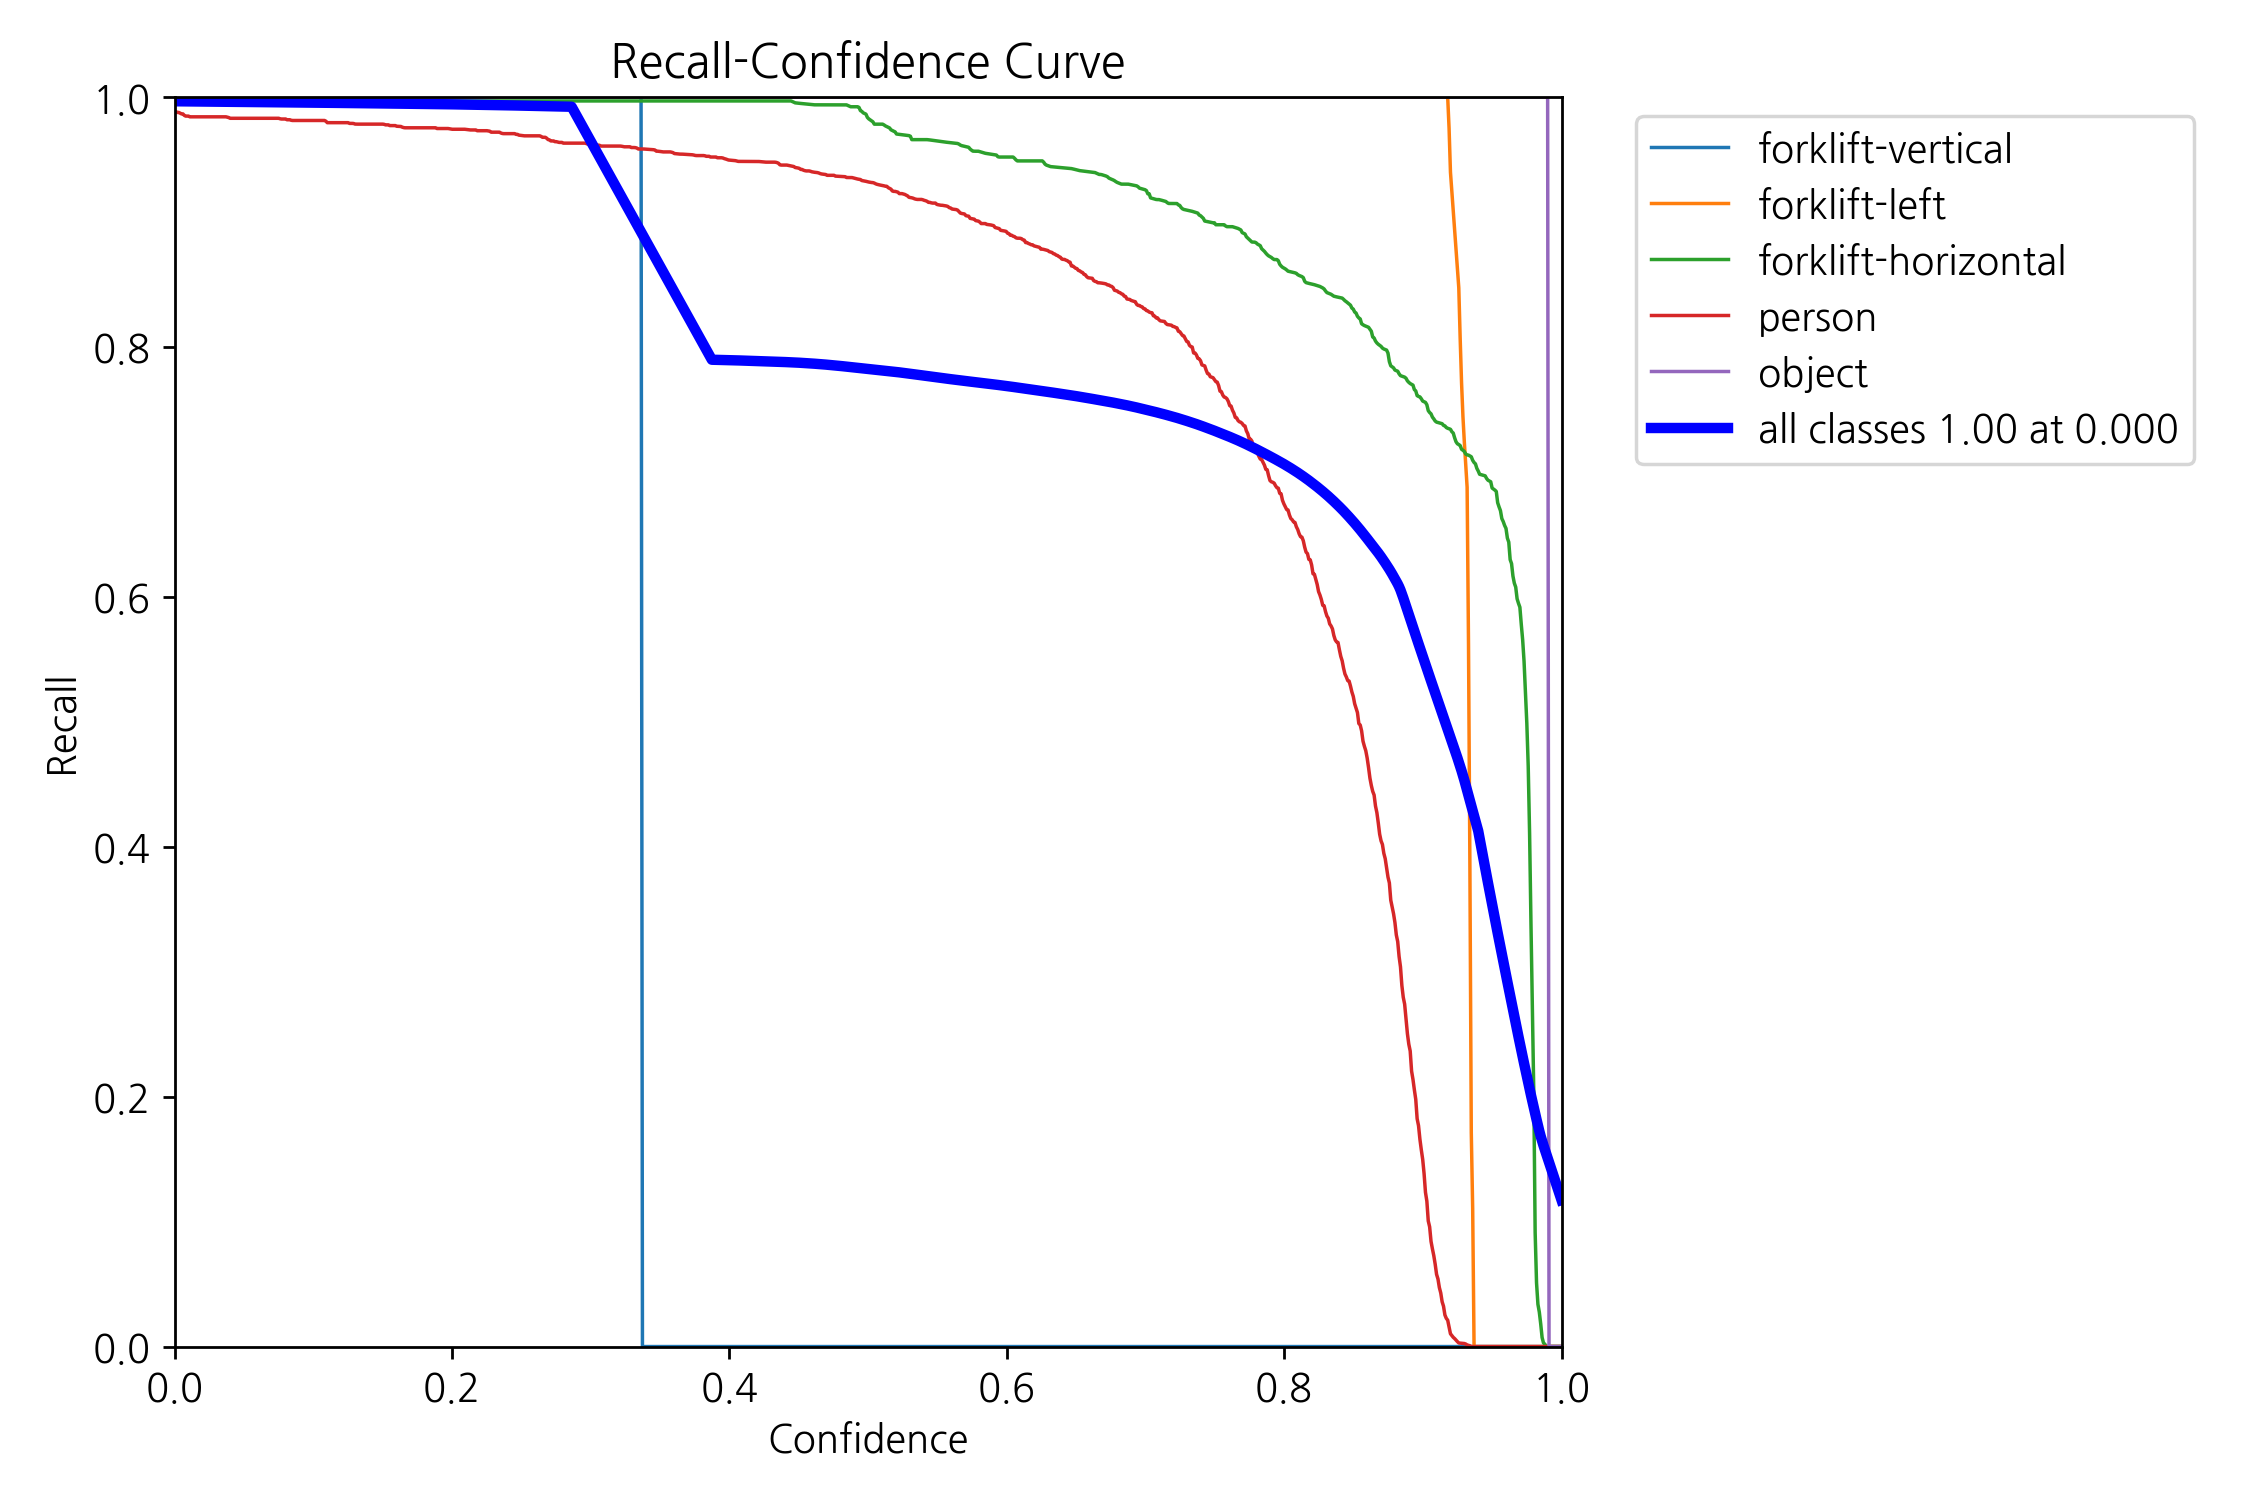 Recall-Confidence Curve
1.0
0.8
0.6
0.4
0.2
0.0
Recall
0.0 0.2 0.4 0.6 0.8 1.0
Confidence
forklift-vertical
forklift-left
forklift-horizontal
person
object
all classes 1.00 at 0.000